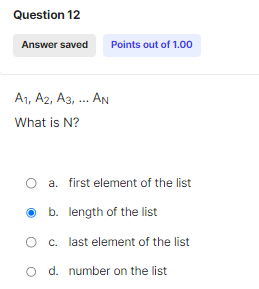 Question 12
Answer saved Points out of 1.00
A1, A2, A3, ... AN
What is N?
a. first element of the list
b. length of the list
c. last element of the list
d. number on the list